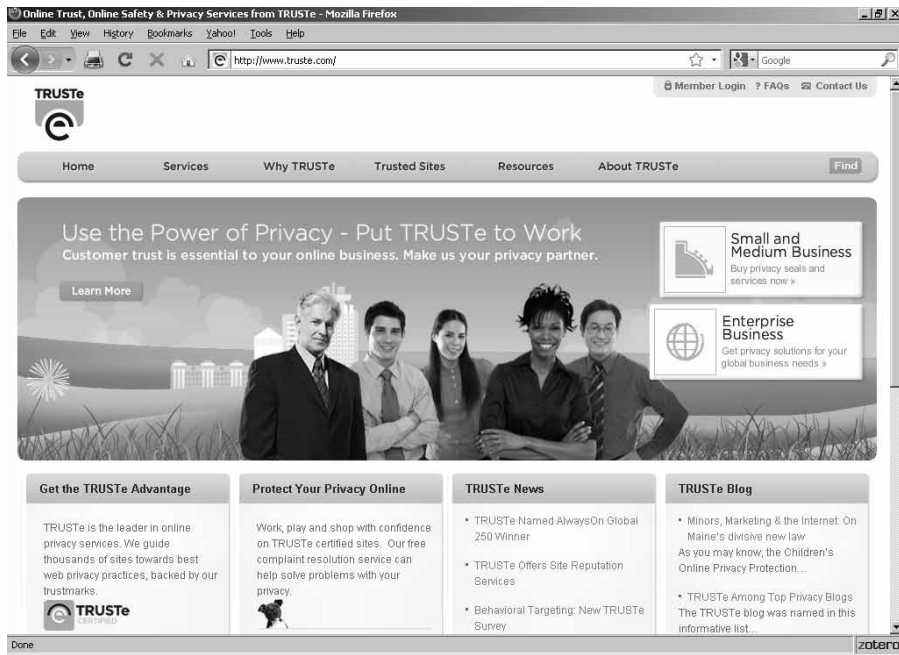 Online Trust, Online Safety & Privacy Services from TRUSTe - Mozilla Firefox
File Edit View History Bookmarks Yahoo! Tools Help
http://www.truste.com/
Google
TRUSTe
e
Member Login ? FAQs Contact Us
Home Services Why TRUSTe Trusted Sites Resources About TRUSTe Find
Use the Power of Privacy - Put TRUSTe to Work
Customer trust is essential to your online business. Make us your privacy partner.
Learn More
Small and
Medium Business
Buy privacy seals and
services now »
Enterprise
Business
Get privacy solutions for your
global business needs »
Get the TRUSTe Advantage
TRUSTe is the leader in online
privacy services. We guide
thousands of sites towards best
web privacy practices, backed by our
trustmarks.
e TRUSTe
CERTIFIED
Protect Your Privacy Online
Work, play and shop with confidence
on TRUSTe certified sites. Our free
complaint resolution service can
help solve problems with your
privacy.
TRUSTe News
• TRUSTe Named AlwaysOn Global
250 Winner
• TRUSTe Offers Site Reputation
Services
• Behavioral Targeting: New TRUSTe
Survey
TRUSTe Blog
• Minors, Marketing & the Internet: On
Maine's divisive new law
As you may know, the Children's
Online Privacy Protection...
• TRUSTe Among Top Privacy Blogs
The TRUSTe blog was named in this
informative list...
Done
zotero